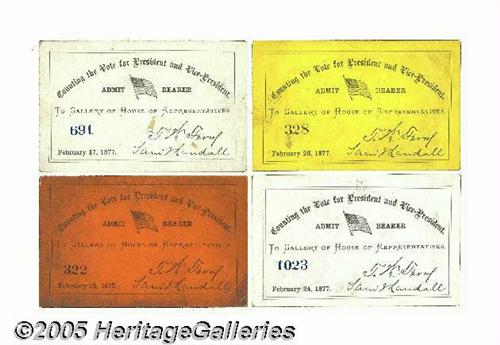 Counting the Vote for President and Vice-President.
ADMIT BEARER
To Gallery of House of Representatives.
691
February 17, 1877.
Sam J Randall
Counting the Vote for President and Vice-President.
ADMIT BEARER
To Gallery of House of Representatives.
328
February 26, 1877.
Sam J Randall
Counting the Vote for President and Vice-President.
ADMIT BEARER
To Gallery of House of Representatives.
322
February 12, 1877.
Sam J Randall
Counting the Vote for President and Vice-President.
ADMIT BEARER
To Gallery of House of Representatives.
1023
February 24, 1877.
Sam J Randall
©2005 HeritageGalleries